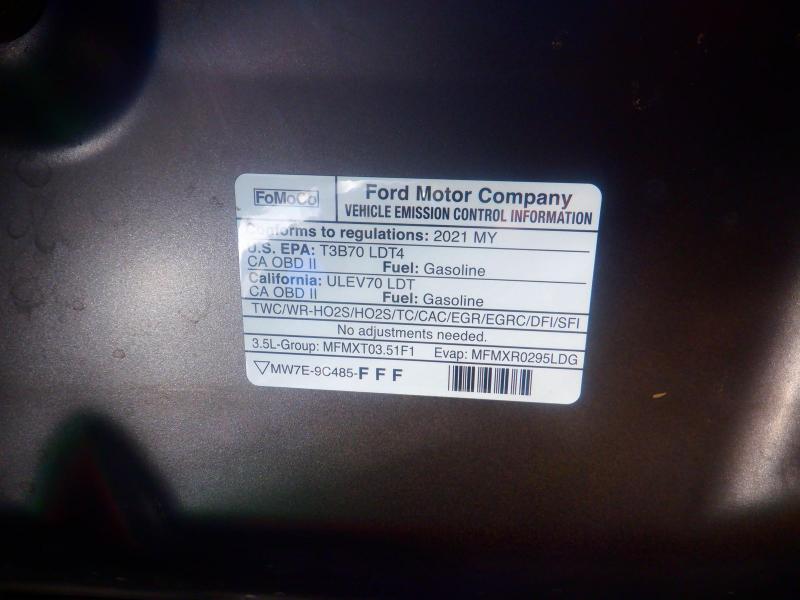 FoMoCo
Ford Motor Company
VEHICLE EMISSION CONTROL INFORMATION
Conforms to regulations: 2021 MY
U.S. EPA: T3B70 LDT4
CA OBD II Fuel: Gasoline
California: ULEV70 LDT
CA OBD II Fuel: Gasoline
TWC/WR-HO2S/HO2S/TC/CAC/EGR/EGRC/DFI/SFI
No adjustments needed.
3.5L-Group: MFMXT03.51F1 Evap: MFMXR0295LDG
MW7E-9C485-F F F